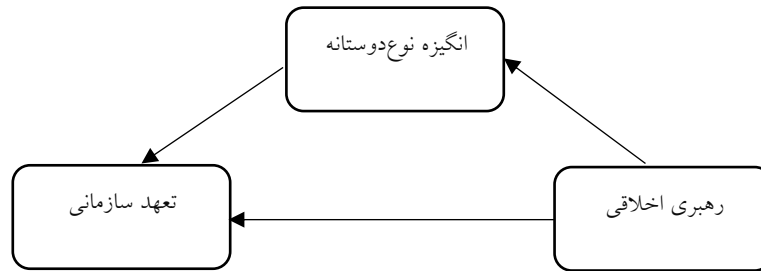 انگیزه نوع‌دوستانه
رهبری اخلاقی
تعهد سازمانی